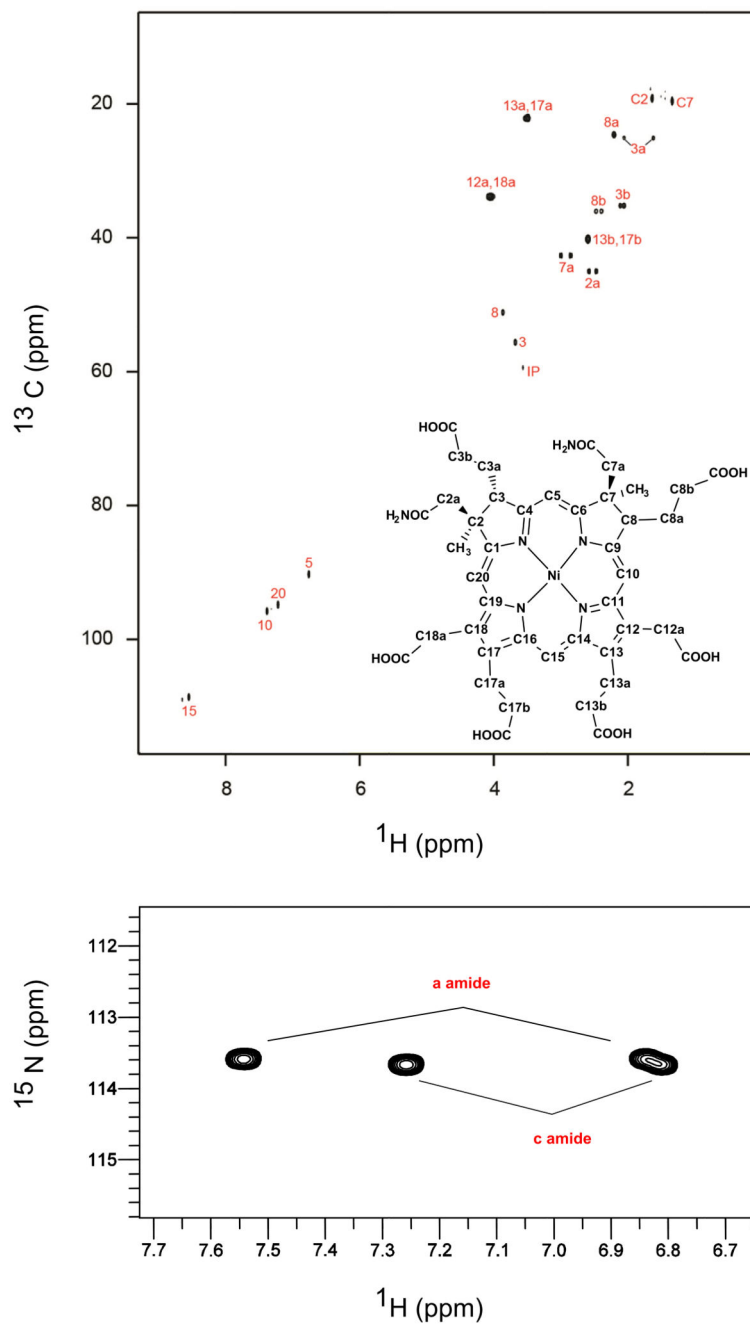 20
40
60
80
100
13 C (ppm)
8
6
4
2
1H (ppm)
13a,17a
C2
C7
8a
3a
12a,18a
8b
3b
13b,17b
7a
2a
8
3
IP
5
20
10
15
HOOC
C3b
C3a
H2NOC
C7a
C8b
COOH
C2a
C3
C5
C7
CH3
H2NOC
C2
C4
C6
C8
C8a
CH3
C1
N
N
C9
C20
Ni
C10
C19
N
N
C11
C18a
C18
C16
C14
C12
C12a
HOOC
C17
C15
C13
COOH
C17a
C13a
C17b
C13b
HOOC
COOH
112
113
114
115
15 N (ppm)
a amide
c amide
7.7 7.6 7.5 7.4 7.3 7.2 7.1 7.0 6.9 6.8 6.7
1H (ppm)